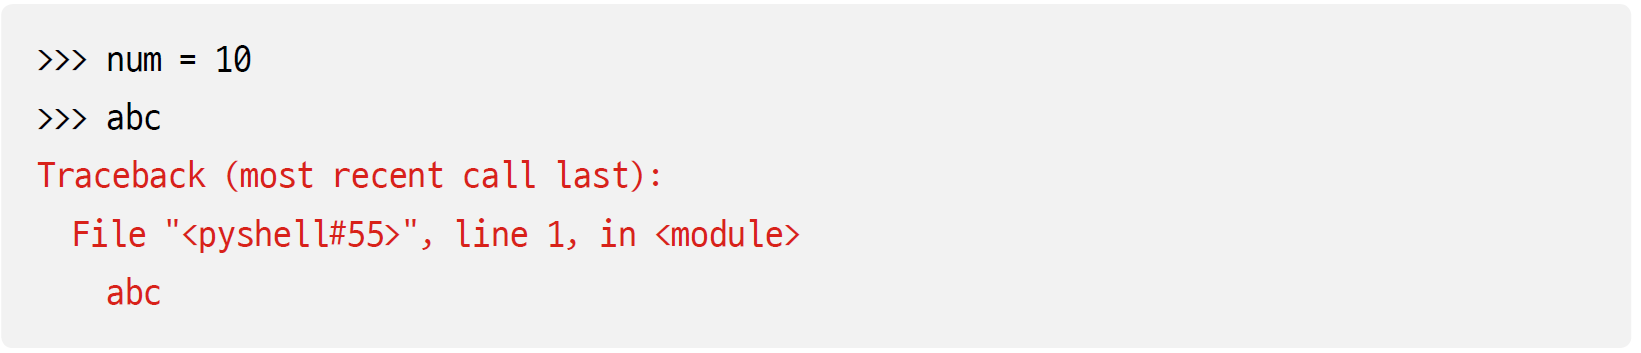 >>> num = 10
>>> abc
Traceback (most recent call last):
  File "<pyshell#55>", line 1, in <module>
    abc